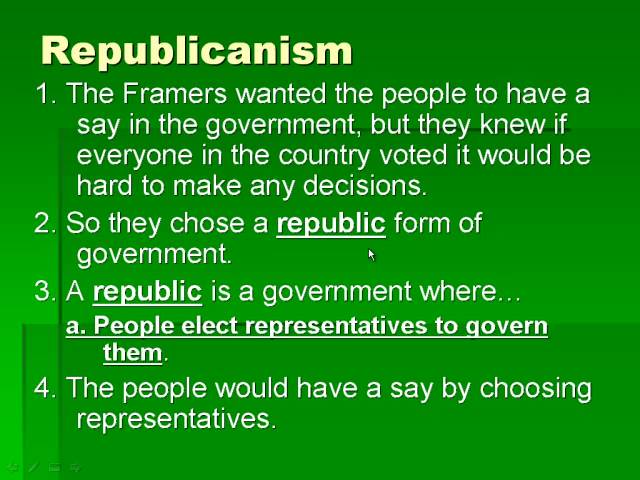 Republicanism
1. The Framers wanted the people to have a
say in the government, but they knew if
everyone in the country voted it would be
hard to make any decisions.
2. So they chose a republic form of
government.
3. A republic is a government where…
a. People elect representatives to govern
them.
4. The people would have a say by choosing
representatives.